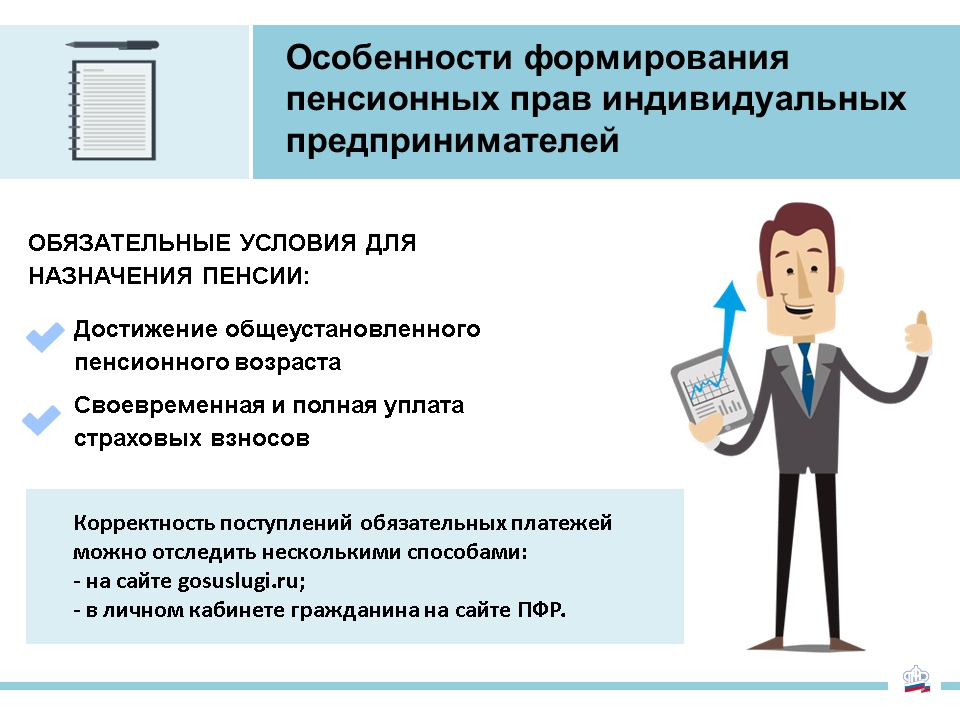 Особенности формирования
пенсионных прав индивидуальных
предпринимателей
ОБЯЗАТЕЛЬНЫЕ УСЛОВИЯ ДЛЯ
НАЗНАЧЕНИЯ ПЕНСИИ:
Достижение общеустановленного
пенсионного возраста
Своевременная и полная уплата
страховых взносов
Корректность поступлений обязательных платежей
можно отследить несколькими способами:
- на сайте gosuslugi.ru;
- в личном кабинете гражданина на сайте ПФР.